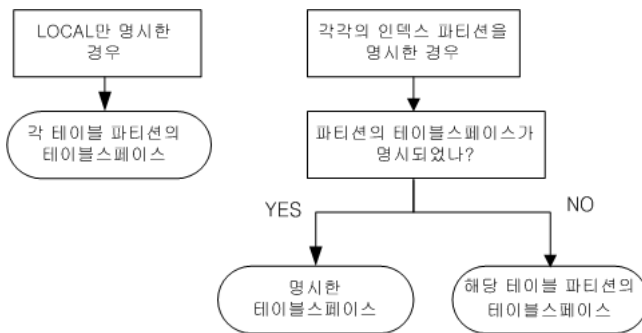 LOCAL만 명시한
경우
각 테이블 파티션의
테이블스페이스
각각의 인덱스 파티션을
명시한 경우
파티션의 테이블스페이스가
명시되었나?
YES
NO
명시한
테이블스페이스
해당 테이블 파티션의
테이블스페이스